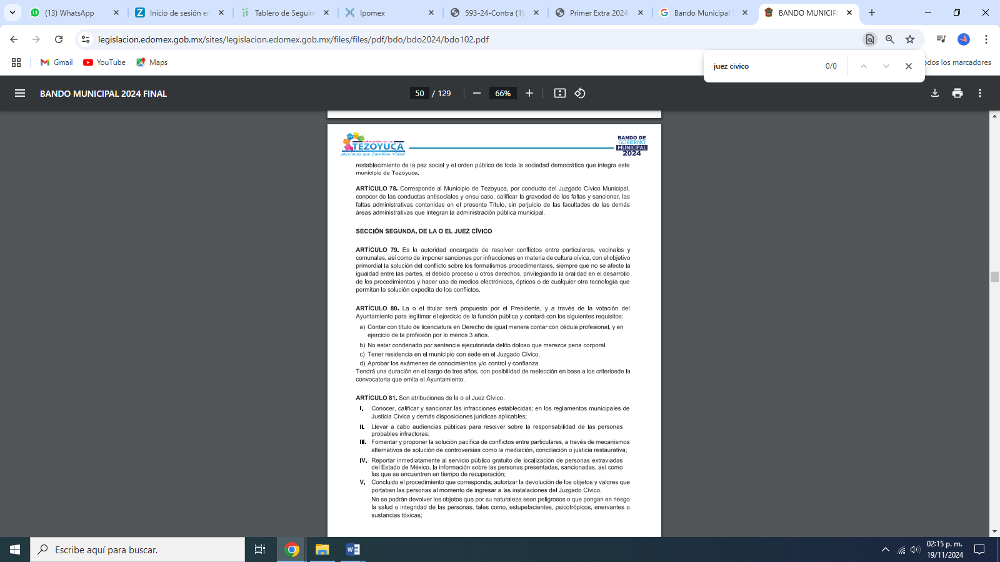 (13) WhatsApp
Inicio de sesión en
Tablero de Seguim
Ipomex
593-24-Contra (1)
Primer Extra 2024
Bando Municipal T
BANDO MUNICIPA
legislacion.edomex.gob.mx/sites/legislacion.edomex.gob.mx/files/files/pdf/bdo/bdo2024/bdo102.pdf
Gmail
YouTube
Maps
juez civico
0/0
odos los marcadores
BANDO MUNICIPAL 2024 FINAL
50 / 129
66%
TEZOYUCA
¡Acciones que Cambian Vidas!
BANDO DE
GOBIERNO
MUNICIPAL
2024
restablecimiento de la paz social y el orden público de toda la sociedad democrática que integra este
municipio de Tezoyuca.
ARTÍCULO 78. Corresponde al Municipio de Tezoyuca, por conducto del Juzgado Cívico Municipal,
conocer de las conductas antisociales y ensu caso, calificar la gravedad de las faltas y sancionar, las
faltas administrativas contenidas en el presente Título, sin perjuicio de las facultades de las demás
áreas administrativas que integran la administración pública municipal.
SECCIÓN SEGUNDA. DE LA O EL JUEZ CÍVICO
ARTÍCULO 79. Es la autoridad encargada de resolver conflictos entre particulares, vecinales y
comunales, así como de imponer sanciones por infracciones en materia de cultura cívica, con el objetivo
primordial la solución del conflicto sobre los formalismos procedimentales, siempre que no se afecte la
igualdad entre las partes, el debido proceso u otros derechos, privilegiando la oralidad en el desarrollo
de los procedimientos y hacer uso de medios electrónicos, ópticos o de cualquier otra tecnología que
permitan la solución expedita de los conflictos.
ARTÍCULO 80. La o el titular será propuesto por el Presidente, y a través de la votación del
Ayuntamiento para legitimar el ejercicio de la función pública y contará con los siguientes requisitos:
a) Contar con título de licenciatura en Derecho de igual manera contar con cédula profesional, y en
ejercicio de la profesión por lo menos 3 años.
b) No estar condenado por sentencia ejecutoriada delito doloso que merezca pena corporal.
c) Tener residencia en el municipio con sede en el Juzgado Cívico.
d) Aprobar los exámenes de conocimientos y/o control y confianza.
Tendrá una duración en el cargo de tres años, con posibilidad de reelección en base a los criteriosde la
convocatoria que emita el Ayuntamiento.
ARTÍCULO 81. Son atribuciones de la o el Juez Cívico.
I. Conocer, calificar y sancionar las infracciones establecidas; en los reglamentos municipales de
Justicia Cívica y demás disposiciones jurídicas aplicables;
II. Llevar a cabo audiencias públicas para resolver sobre la responsabilidad de las personas
probables infractoras;
III. Fomentar y proponer la solución pacífica de conflictos entre particulares, a través de mecanismos
alternativos de solución de controversias como la mediación, conciliación o justicia restaurativa;
IV. Reportar inmediatamente al servicio público gratuito de localización de personas extraviadas
del Estado de México, la información sobre las personas presentadas, sancionadas, así como
las que se encuentren en tiempo de recuperación;
V. Concluido el procedimiento que corresponda, autorizar la devolución de los objetos y valores que
portaban las personas al momento de ingresar a las instalaciones del Juzgado Cívico.
No se podrán devolver los objetos que por su naturaleza sean peligrosos o que pongan en riesgo
la salud o integridad de las personas, tales como, estupefacientes, psicotrópicos, enervantes o
sustancias tóxicas;
Escribe aquí para buscar.
02:15 p. m.
19/11/2024